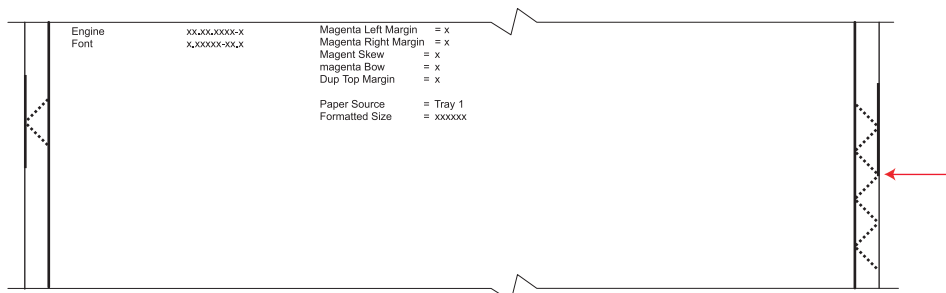 Engine xx.xx.xxxx-x
Font x.xxxxx-xx.x
Magenta Left Margin = x
Magenta Right Margin = x
Magent Skew = x
magenta Bow = x
Dup Top Margin = x
Paper Source = Tray 1
Formatted Size = xxxxxx